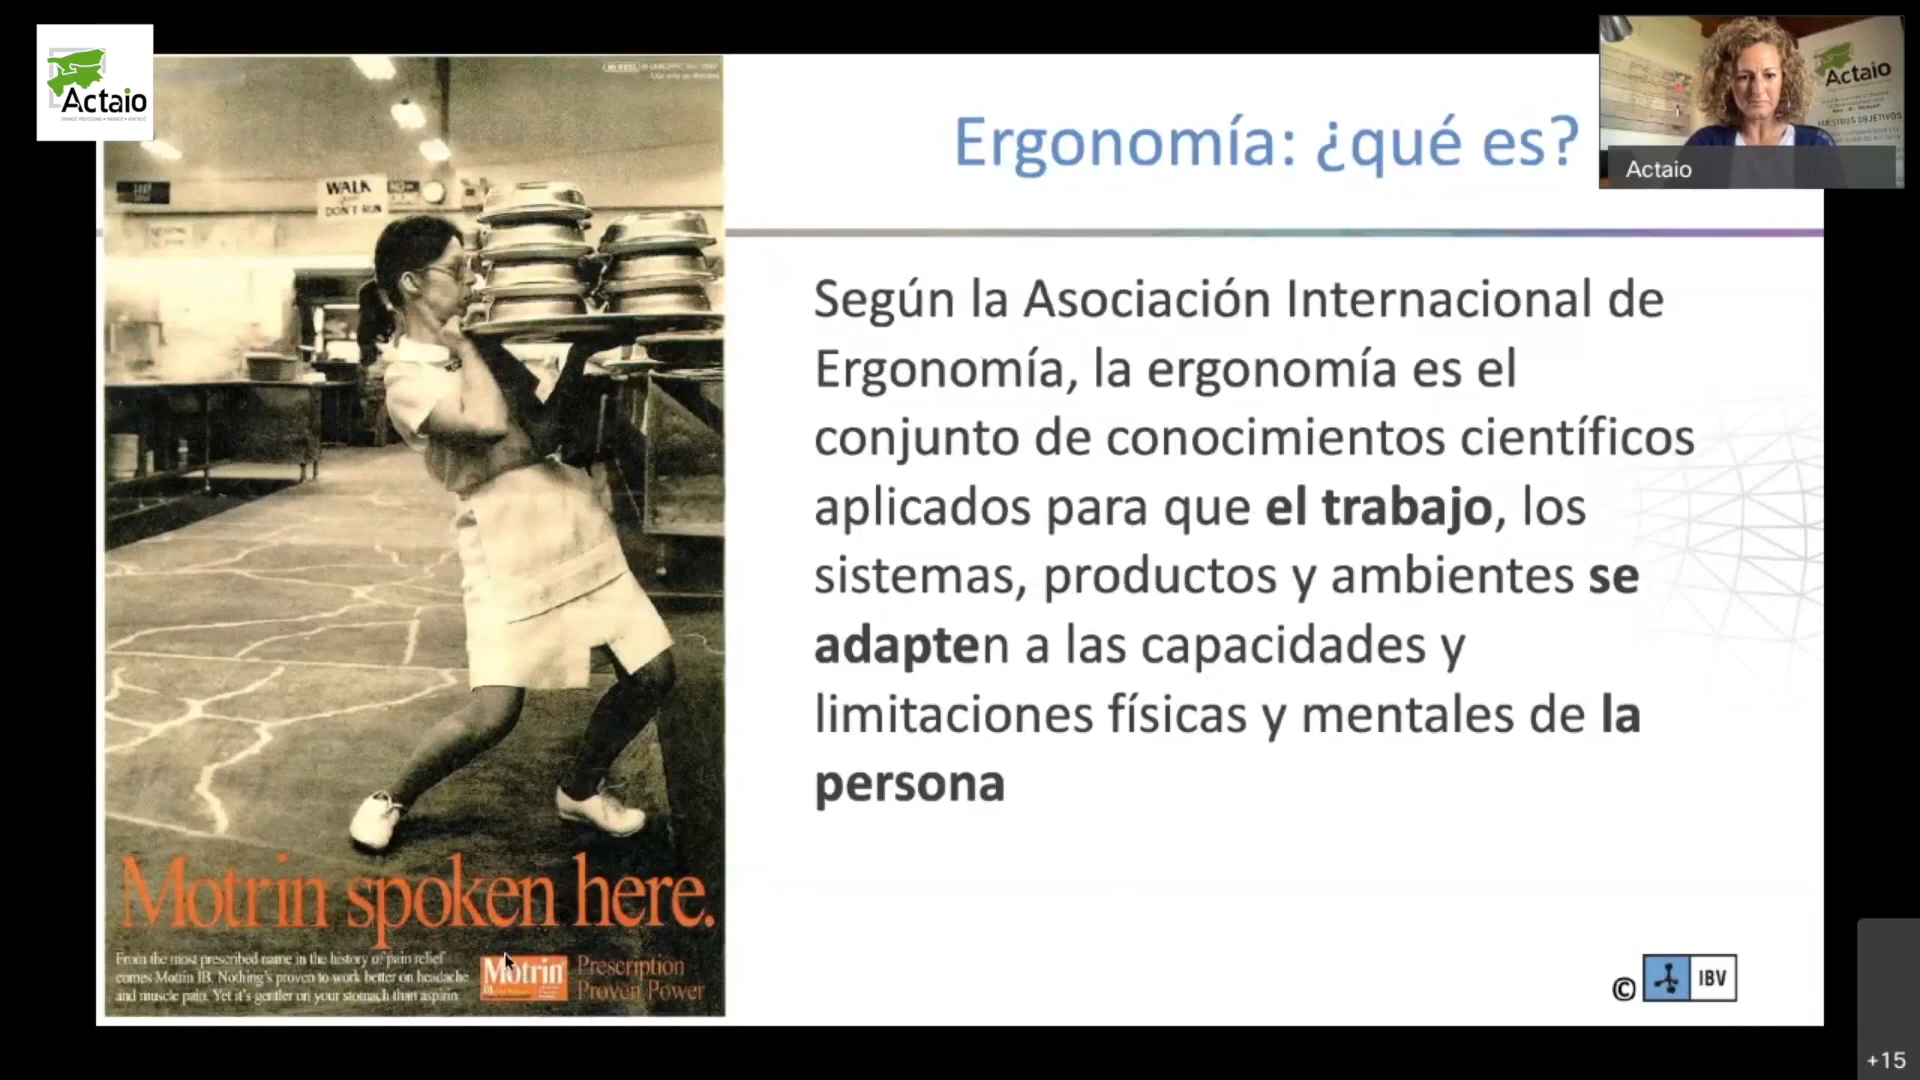 Actaio
WALK
DON'T RUN
Motrin spoken here.
From the most prescribed name in the history of pain relief
comes Motrin IB. Nothing's proven to work better on headache
and muscle pain. Yet it's gentler on your stomach than aspirin
Motrin
IB
Prescription
Proven Power
Ergonomía: ¿qué es?
Según la Asociación Internacional de
Ergonomía, la ergonomía es el
conjunto de conocimientos científicos
aplicados para que el trabajo, los
sistemas, productos y ambientes se
adapten a las capacidades y
limitaciones físicas y mentales de la
persona
© IBV
Actaio
NUESTROS OBJETIVOS
Actaio
+15